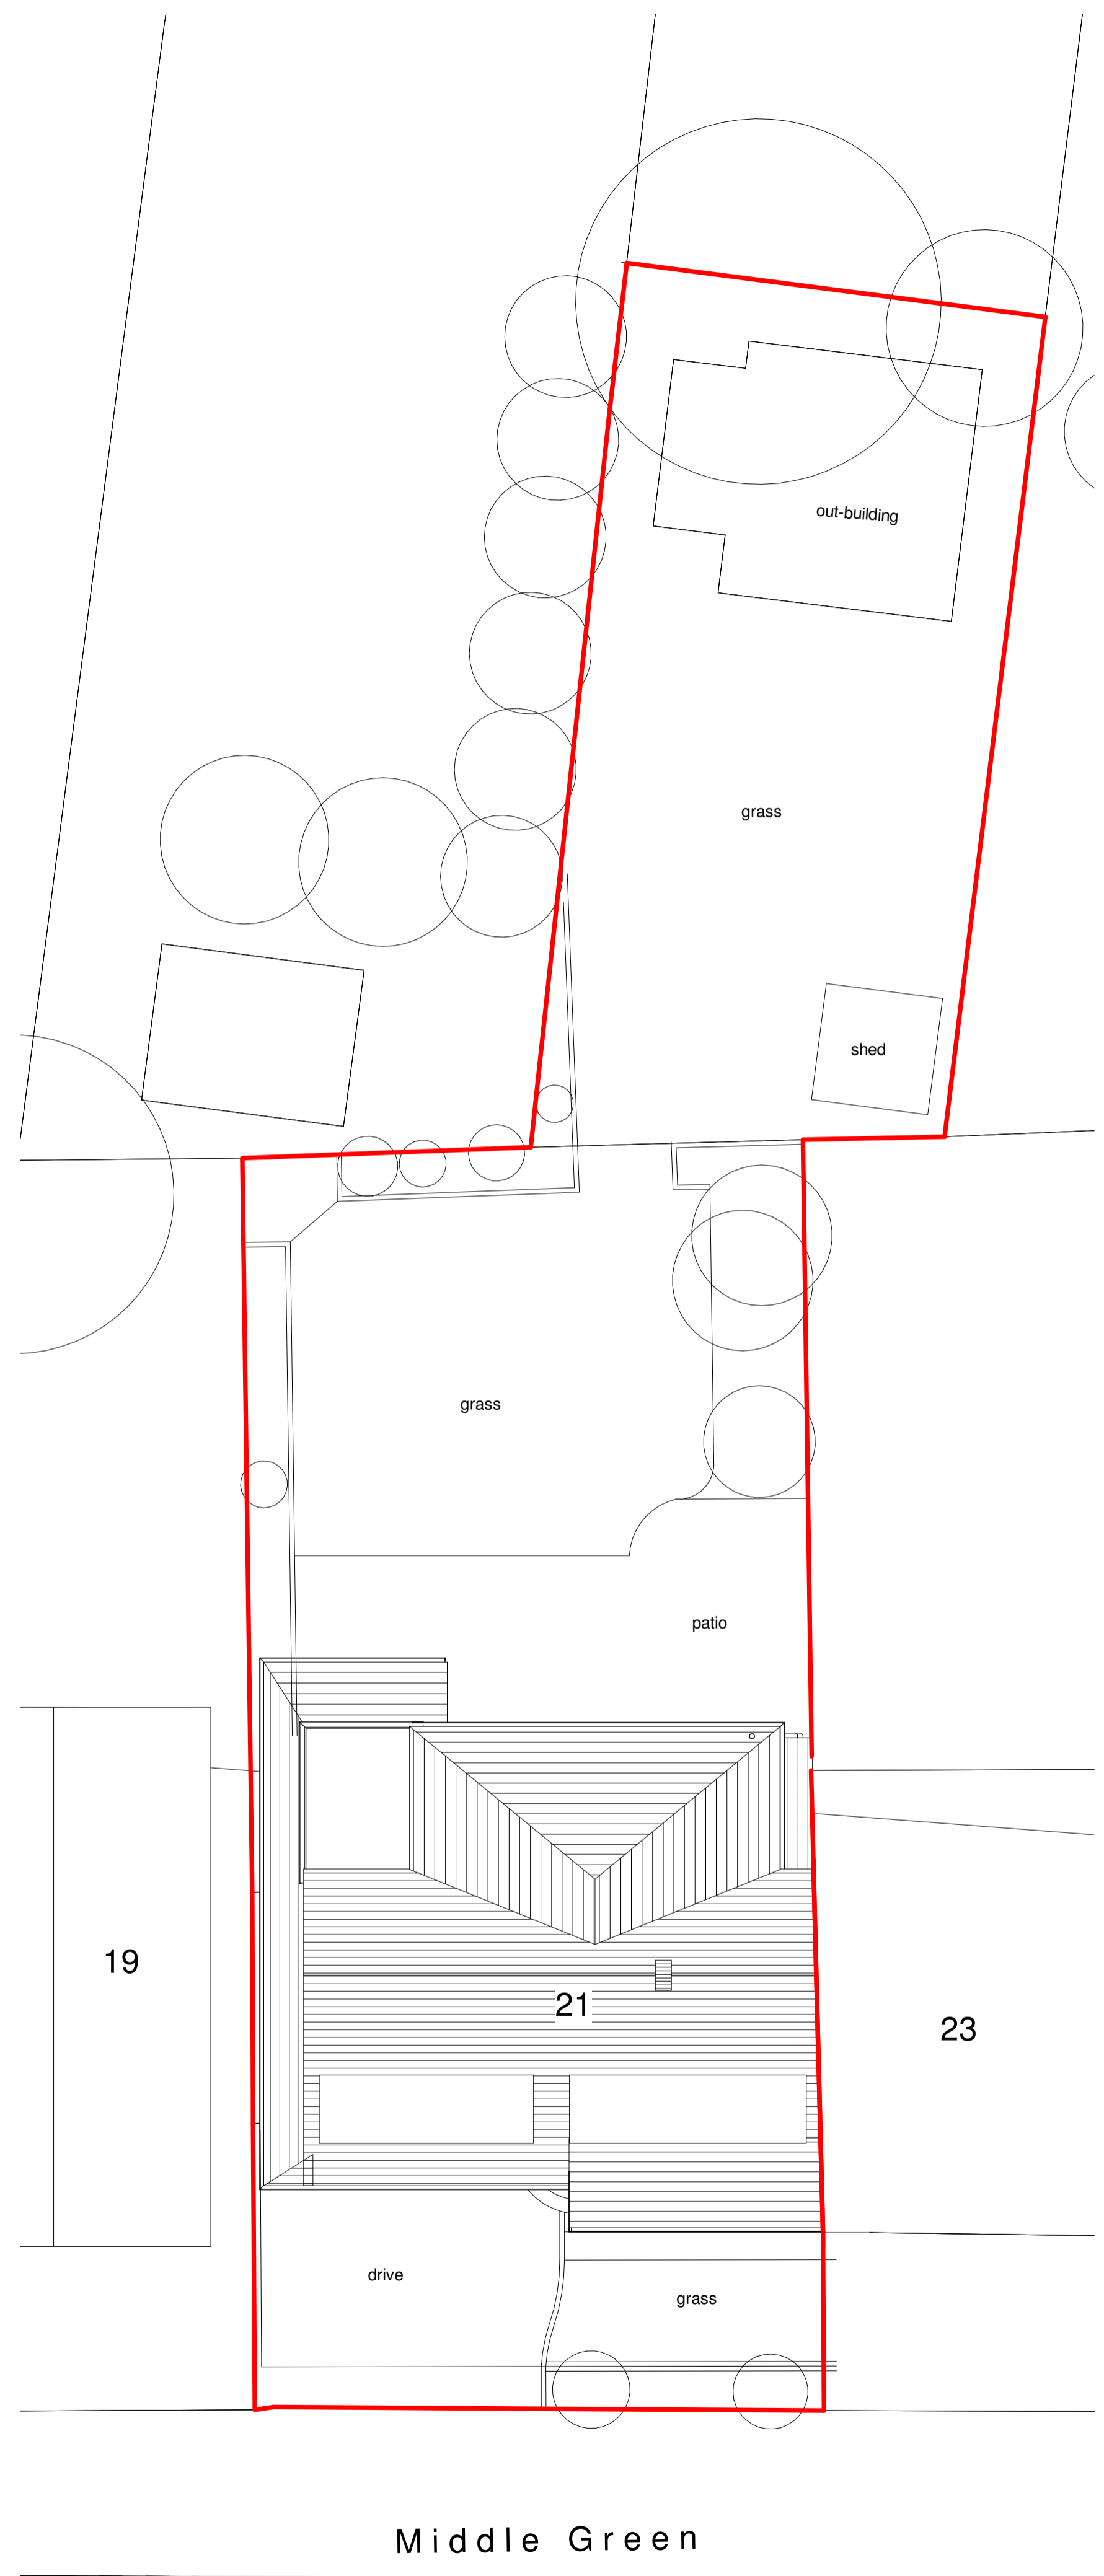 out-building
grass
shed
grass
patio
19
21
23
drive
grass
Middle Green